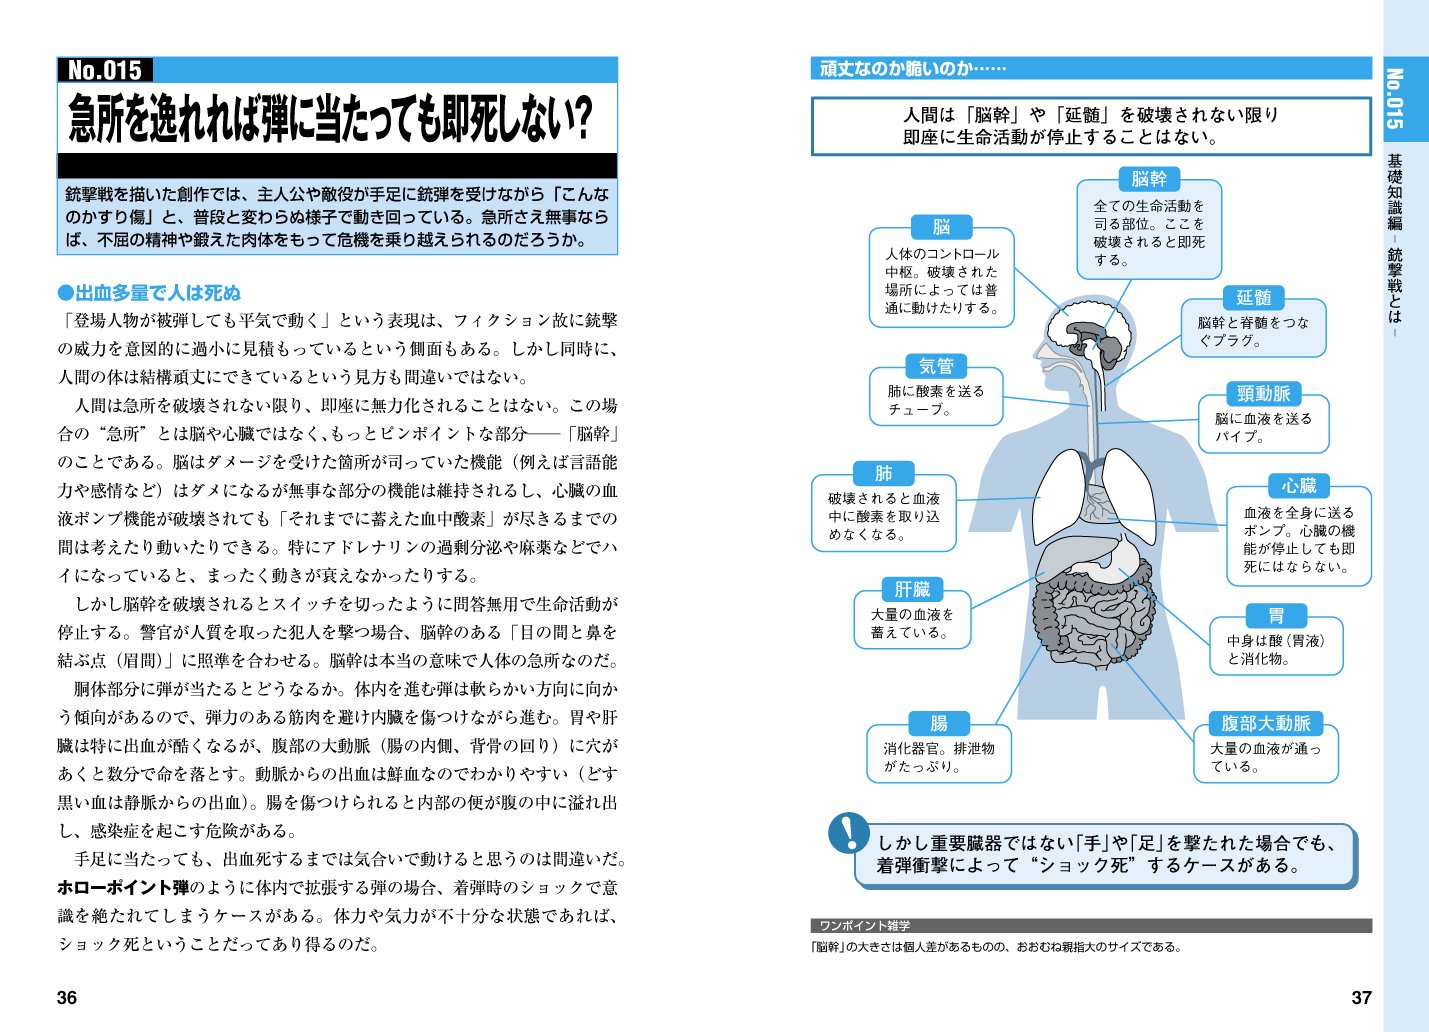 No.015
急所を逸れれば弾に当たっても即死しない？
銃撃戦を描いた創作では、主人公や敵役が手足に銃弾を受けながら「こんな
のかすり傷」と、普段と変わらぬ様子で動き回っている。急所さえ無事なら
ば、不屈の精神や鍛えた肉体をもって危機を乗り越えられるのだろうか。
●出血多量で人は死ぬ
「登場人物が被弾しても平気で動く」という表現は、フィクション故に銃撃
の威力を意図的に過小に見積もっているという側面もある。しかし同時に、
人間の体は結構頑丈にできているという見方も間違いではない。
　人間は急所を破壊されない限り、即座に無力化されることはない。この場
合の“急所”とは脳や心臓ではなく、もっとピンポイントな部分──「脳幹」
のことである。脳はダメージを受けた箇所が司っていた機能（例えば言語能
力や感情など）はダメになるが無事な部分の機能は維持されるし、心臓の血
液ポンプ機能が破壊されても「それまでに蓄えた血中酸素」が尽きるまでの
間は考えたり動いたりできる。特にアドレナリンの過剰分泌や麻薬などでハ
イになっていると、まったく動きが衰えなかったりする。
　しかし脳幹を破壊されるとスイッチを切ったように問答無用で生命活動が
停止する。警官が人質を取った犯人を撃つ場合、脳幹のある「目の間と鼻を
結ぶ点（眉間）」に照準を合わせる。脳幹は本当の意味で人体の急所なのだ。
　胴体部分に弾が当たるとどうなるか。体内を進む弾は軟らかい方向に向か
う傾向があるので、弾力のある筋肉を避け内臓を傷つけながら進む。胃や肝
臓は特に出血が酷くなるが、腹部の大動脈（腸の内側、背骨の回り）に穴が
あくと数分で命を落とす。動脈からの出血は鮮血なのでわかりやすい（どす
黒い血は静脈からの出血）。腸を傷つけられると内部の便が腹の中に溢れ出
し、感染症を起こす危険がある。
　手足に当たっても、出血死するまでは気合いで動けると思うのは間違いだ。
ホローポイント弾のように体内で拡張する弾の場合、着弾時のショックで意
識を絶たれてしまうケースがある。体力や気力が不十分な状態であれば、
ショック死ということだってあり得るのだ。
36
頑丈なのか脆いのか……
人間は「脳幹」や「延髄」を破壊されない限り
即座に生命活動が停止することはない。
脳幹
全ての生命活動を
司る部位。ここを
破壊されると即死
する。
脳
人体のコントロール
中枢。破壊された
場所によっては普
通に動けたりする。
延髄
脳幹と脊髄をつな
ぐプラグ。
気管
肺に酸素を送る
チューブ。
頸動脈
脳に血液を送る
パイプ。
肺
破壊されると血液
中に酸素を取り込
めなくなる。
心臓
血液を全身に送る
ポンプ。心臓の機
能が停止しても即
死にはならない。
肝臓
大量の血液を
蓄えている。
胃
中身は酸（胃液）
と消化物。
腸
消化器官。排泄物
がたっぷり。
腹部大動脈
大量の血液が通っ
ている。
！
しかし重要臓器ではない「手」や「足」を撃たれた場合でも、
着弾衝撃によって“ショック死”するケースがある。
ワンポイント雑学
「脳幹」の大きさは個人差があるものの、おおむね親指大のサイズである。
37
No.015
基礎知識編－銃撃戦とは－